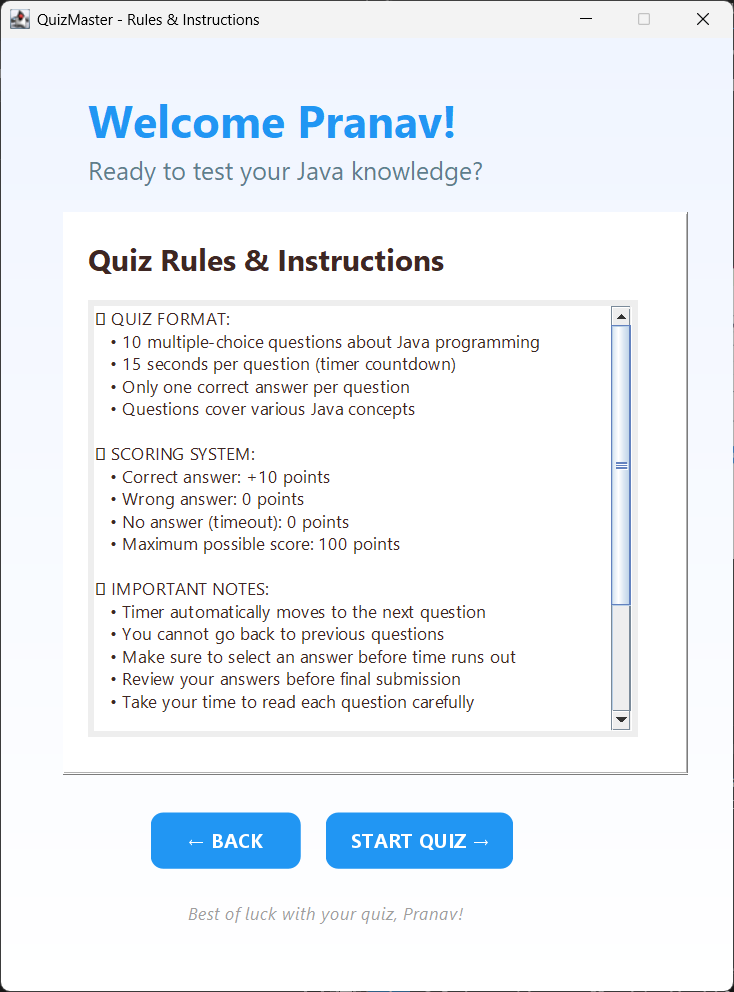 QuizMaster - Rules & Instructions
Welcome Pranav!
Ready to test your Java knowledge?
Quiz Rules & Instructions
▯ QUIZ FORMAT:
• 10 multiple-choice questions about Java programming
• 15 seconds per question (timer countdown)
• Only one correct answer per question
• Questions cover various Java concepts
▯ SCORING SYSTEM:
• Correct answer: +10 points
• Wrong answer: 0 points
• No answer (timeout): 0 points
• Maximum possible score: 100 points
▯ IMPORTANT NOTES:
• Timer automatically moves to the next question
• You cannot go back to previous questions
• Make sure to select an answer before time runs out
• Review your answers before final submission
• Take your time to read each question carefully
← BACK
START QUIZ →
Best of luck with your quiz, Pranav!